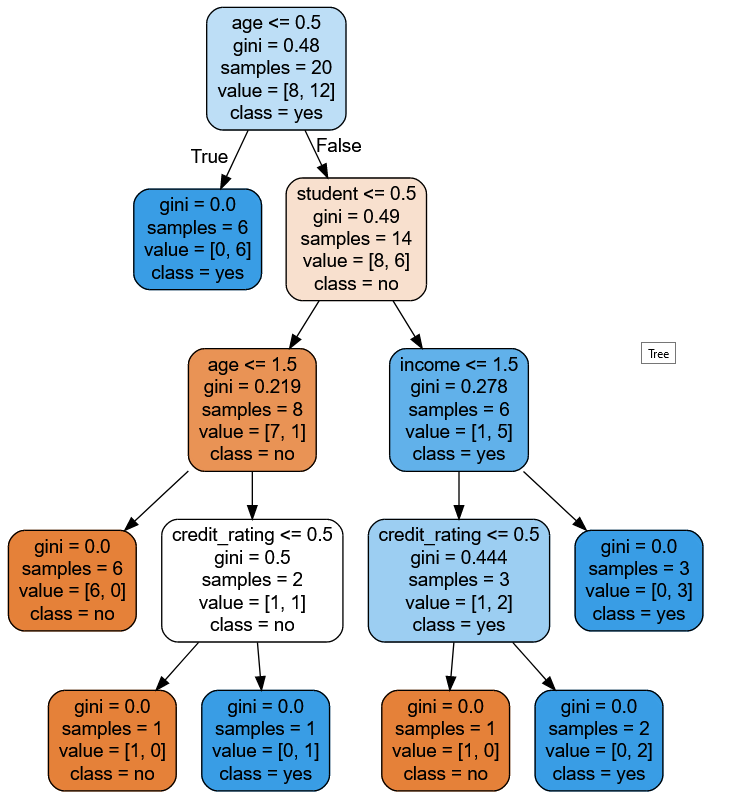 age <= 0.5
gini = 0.48
samples = 20
value = [8, 12]
class = yes
True
False
gini = 0.0
samples = 6
value = [0, 6]
class = yes
student <= 0.5
gini = 0.49
samples = 14
value = [8, 6]
class = no
Tree
age <= 1.5
gini = 0.219
samples = 8
value = [7, 1]
class = no
income <= 1.5
gini = 0.278
samples = 6
value = [1, 5]
class = yes
gini = 0.0
samples = 6
value = [6, 0]
class = no
credit_rating <= 0.5
gini = 0.5
samples = 2
value = [1, 1]
class = no
credit_rating <= 0.5
gini = 0.444
samples = 3
value = [1, 2]
class = yes
gini = 0.0
samples = 3
value = [0, 3]
class = yes
gini = 0.0
samples = 1
value = [1, 0]
class = no
gini = 0.0
samples = 1
value = [0, 1]
class = yes
gini = 0.0
samples = 1
value = [1, 0]
class = no
gini = 0.0
samples = 2
value = [0, 2]
class = yes